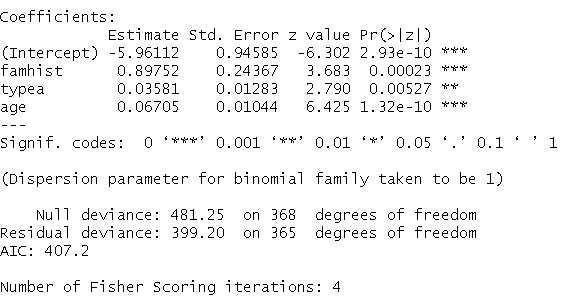 Coefficients:
Estimate Std. Error z value Pr(>|z|)
(Intercept) -5.96112 0.94585 -6.302 2.93e-10 ***
famhist 0.89752 0.24367 3.683 0.00023 ***
typea 0.03581 0.01283 2.790 0.00527 **
age 0.06705 0.01044 6.425 1.32e-10 ***
---
Signif. codes: 0 ‘***’ 0.001 ‘**’ 0.01 ‘*’ 0.05 ‘.’ 0.1 ‘ ’ 1
(Dispersion parameter for binomial family taken to be 1)
Null deviance: 481.25 on 368 degrees of freedom
Residual deviance: 399.20 on 365 degrees of freedom
AIC: 407.2
Number of Fisher Scoring iterations: 4